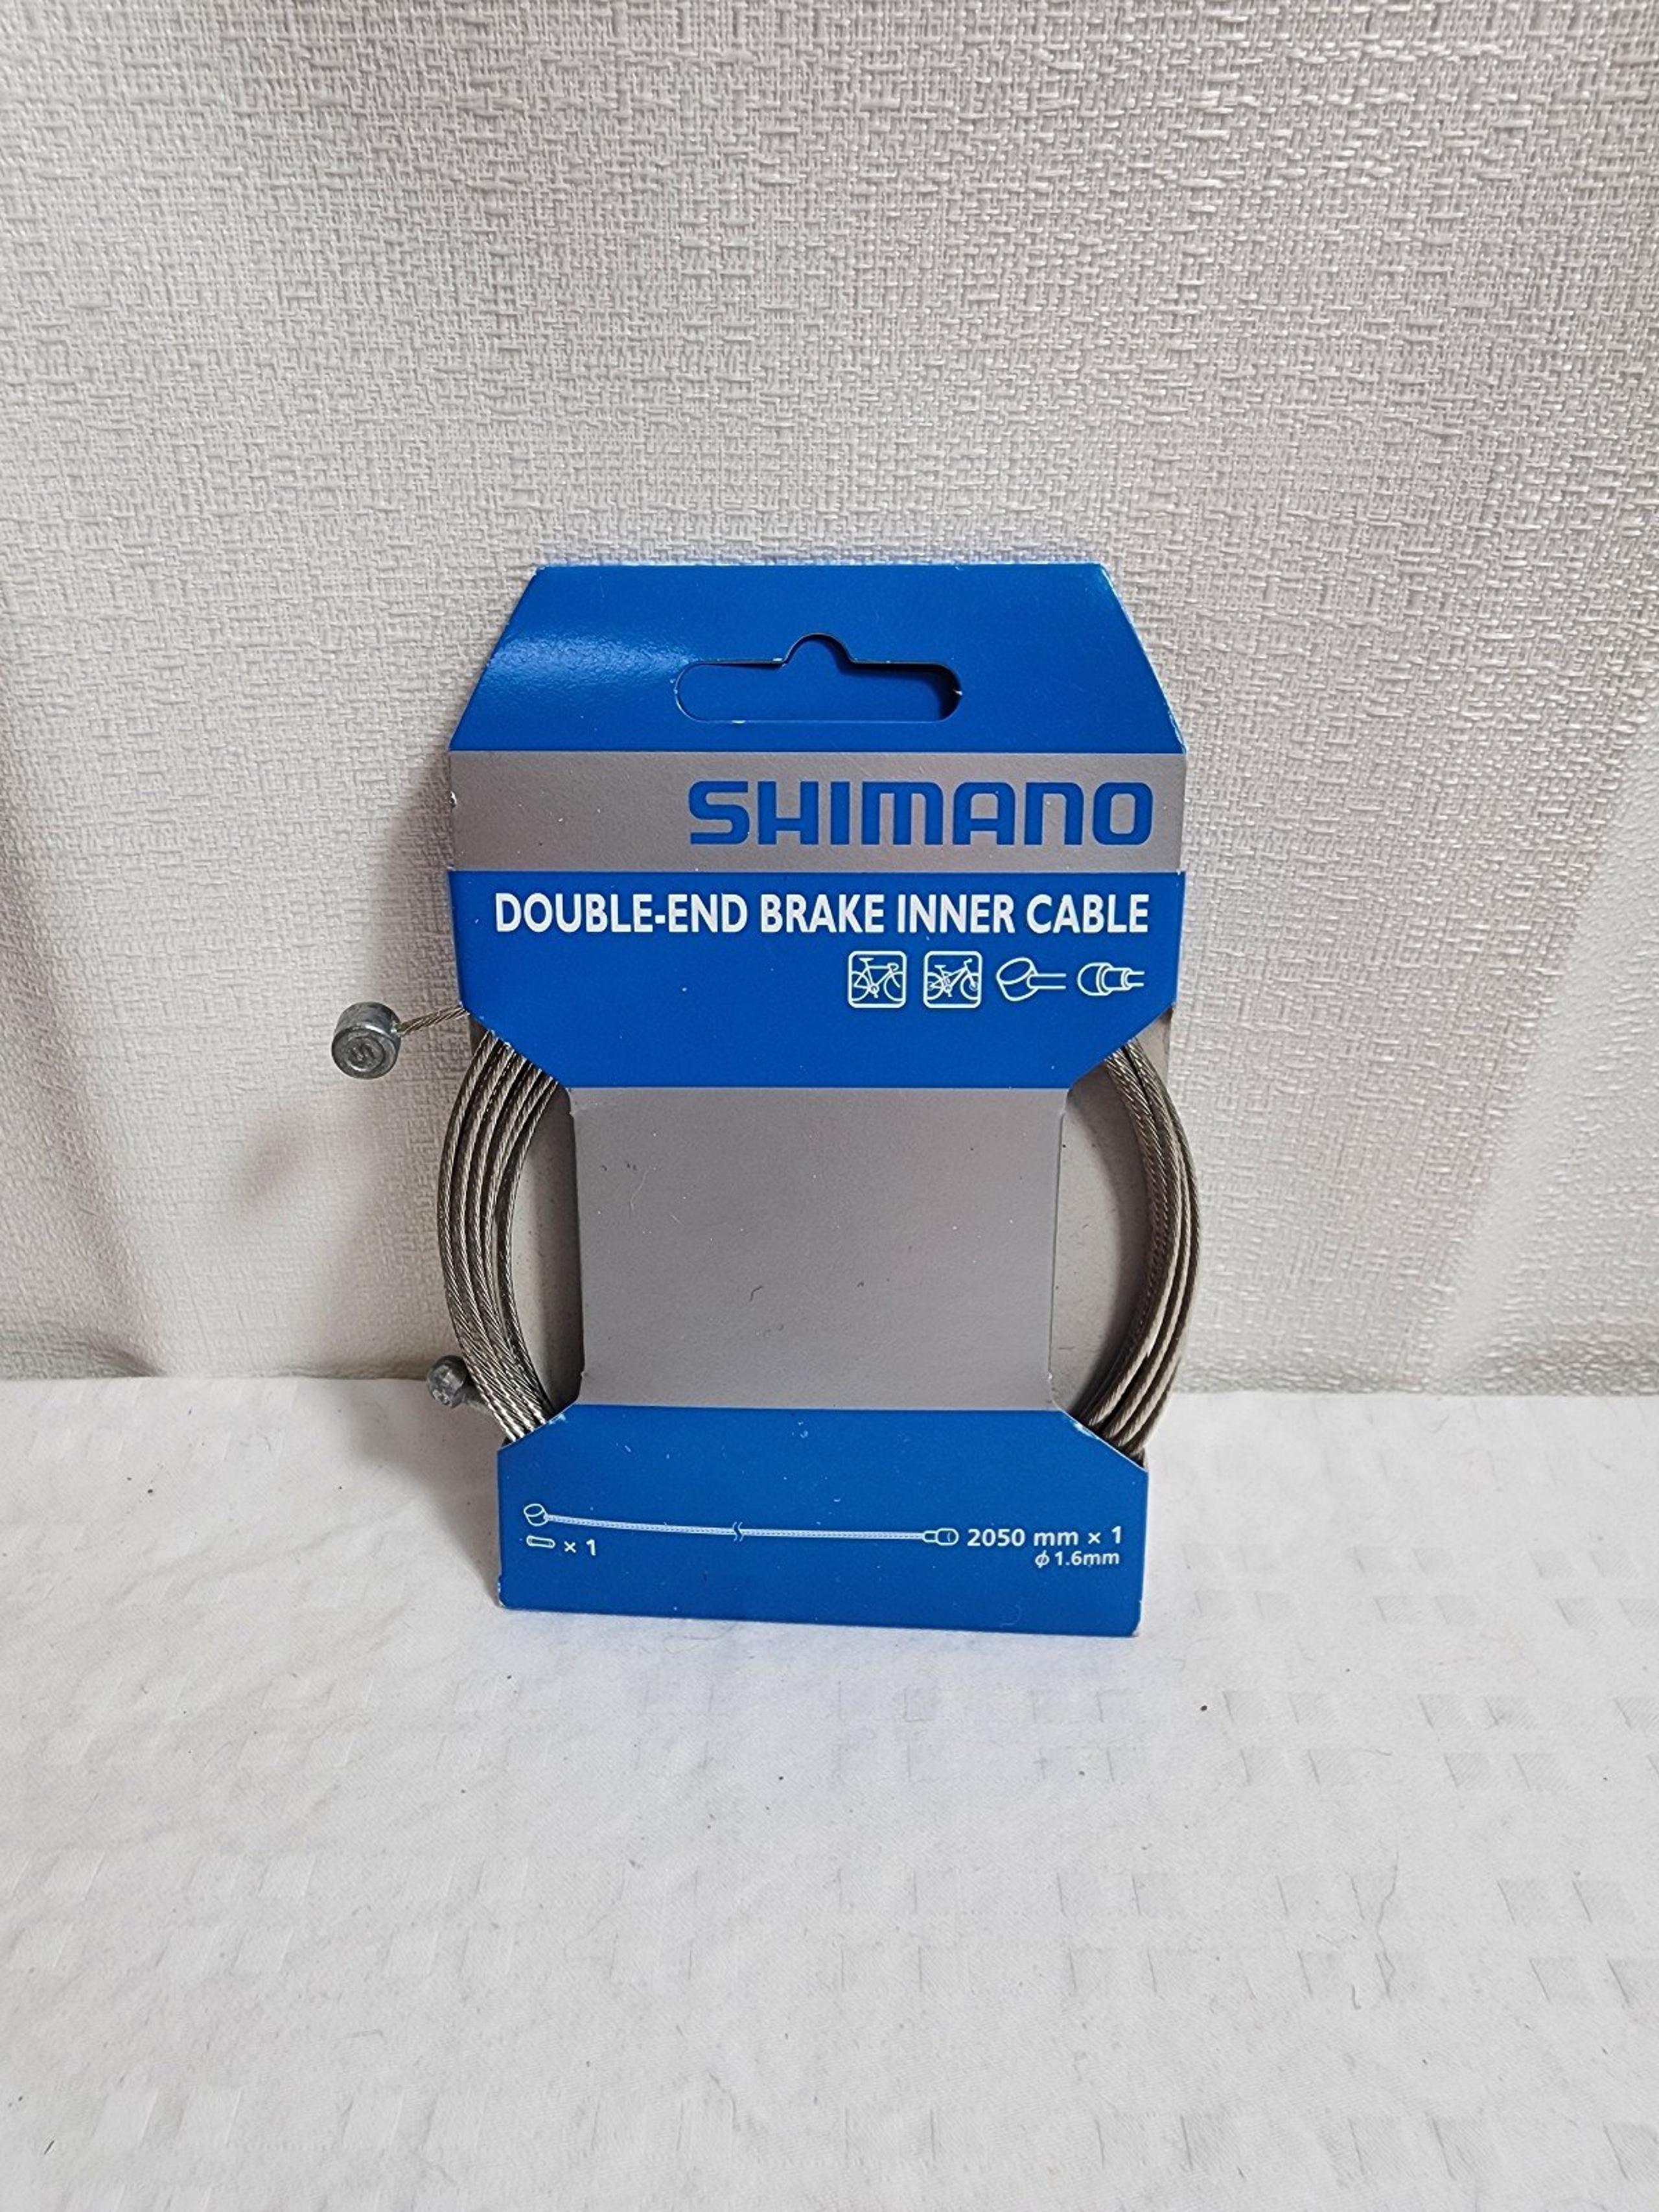 SHIMANO
DOUBLE-END BRAKE INNER CABLE
× 1
2050 mm × 1
ϕ 1.6mm